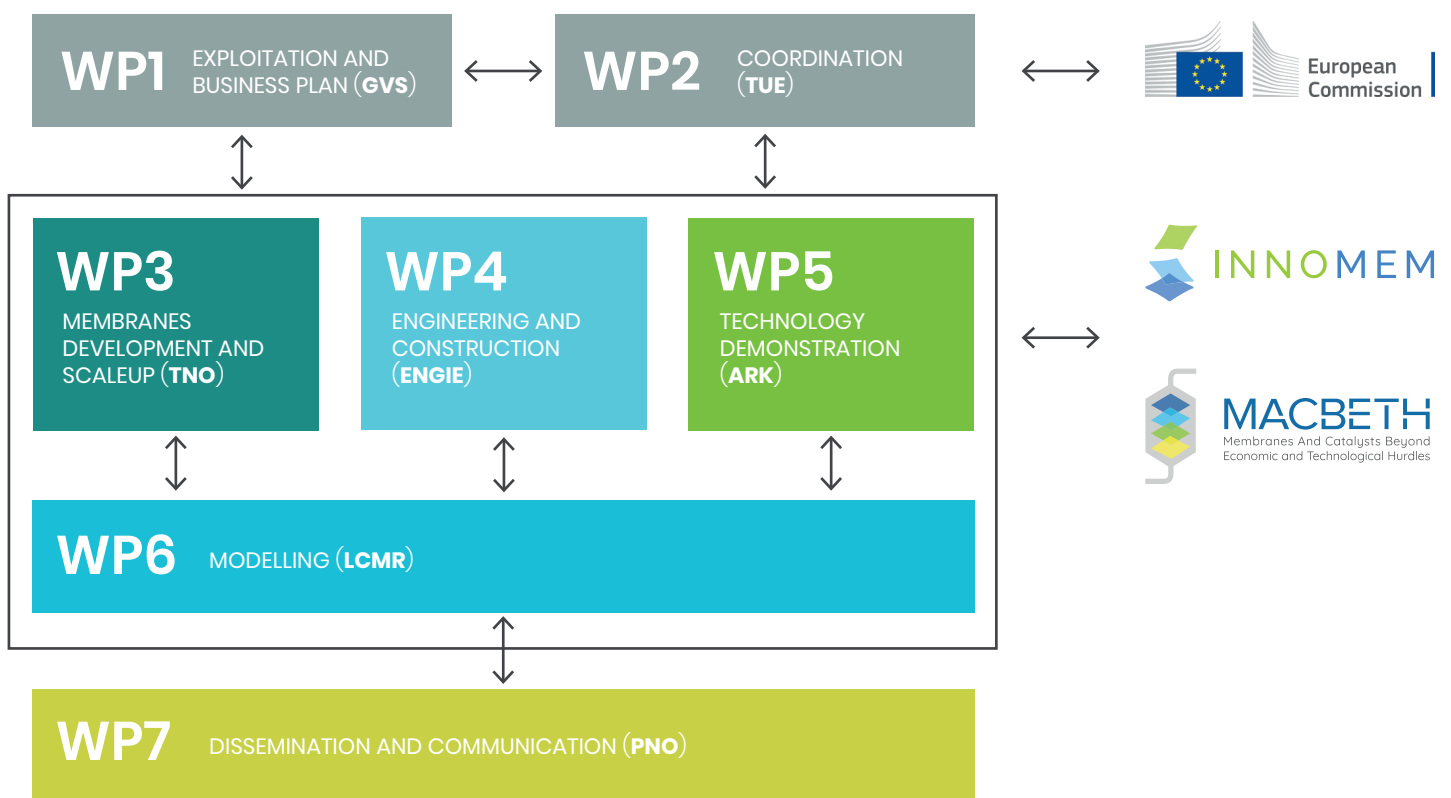 WP1
EXPLOITATION AND
BUSINESS PLAN (GVS)
WP2
COORDINATION
(TUE)
European
Commission
WP3
MEMBRANES
DEVELOPMENT AND
SCALEUP (TNO)
WP4
ENGINEERING AND
CONSTRUCTION
(ENGIE)
WP5
TECHNOLOGY
DEMONSTRATION
(ARK)
INNOMEM
MACBETH
Membranes And Catalysts Beyond
Economic and Technological Hurdles
WP6
MODELLING (LCMR)
WP7
DISSEMINATION AND COMMUNICATION (PNO)